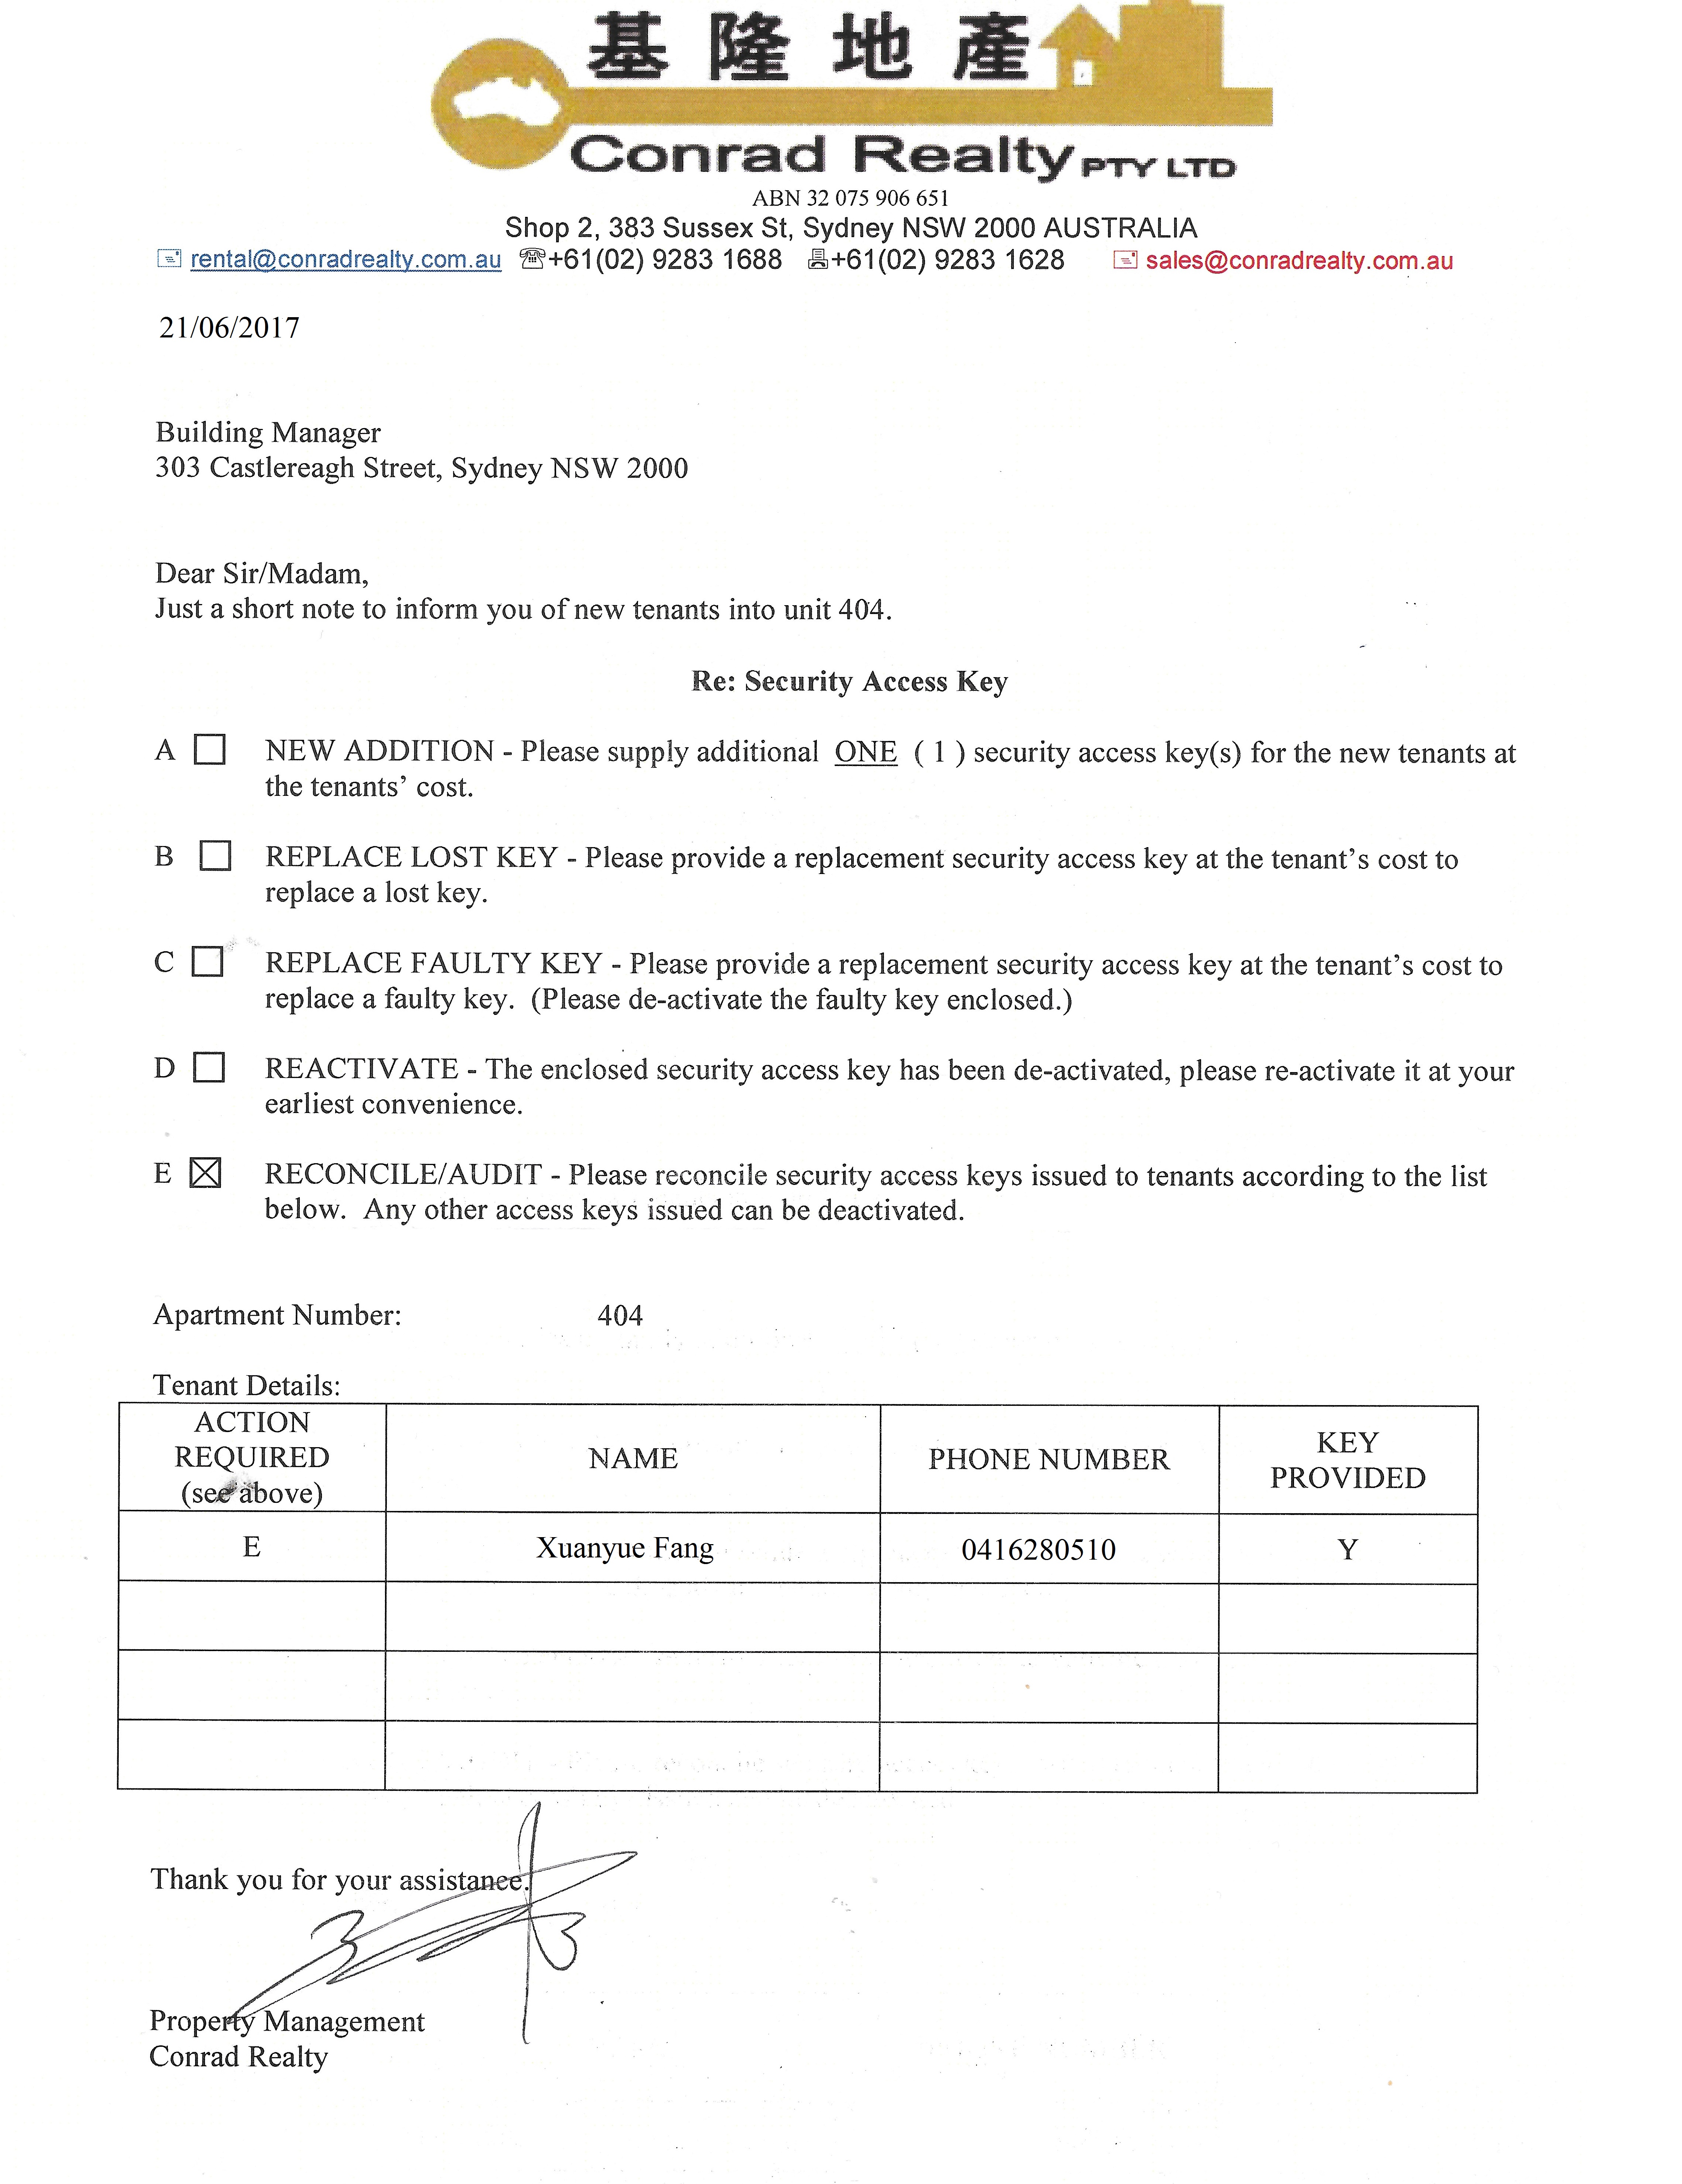 基隆地產
Conrad Realty PTY LTD
ABN 32 075 906 651
Shop 2, 383 Sussex St, Sydney NSW 2000 AUSTRALIA
rental@conradrealty.com.au +61(02) 9283 1688 +61(02) 9283 1628 sales@conradrealty.com.au
21/06/2017
Building Manager
303 Castlereagh Street, Sydney NSW 2000
Dear Sir/Madam,
Just a short note to inform you of new tenants into unit 404.
Re: Security Access Key
A ☐ NEW ADDITION - Please supply additional ONE ( 1 ) security access key(s) for the new tenants at
the tenants' cost.
B ☐ REPLACE LOST KEY - Please provide a replacement security access key at the tenant's cost to
replace a lost key.
C ☐ REPLACE FAULTY KEY - Please provide a replacement security access key at the tenant's cost to
replace a faulty key. (Please de-activate the faulty key enclosed.)
D ☐ REACTIVATE - The enclosed security access key has been de-activated, please re-activate it at your
earliest convenience.
E ☒ RECONCILE/AUDIT - Please reconcile security access keys issued to tenants according to the list
below. Any other access keys issued can be deactivated.
Apartment Number: 404
Tenant Details:
ACTION
REQUIRED
(see above)
NAME
PHONE NUMBER
KEY
PROVIDED
E Xuanyue Fang 0416280510 Y
Thank you for your assistance.
Property Management
Conrad Realty